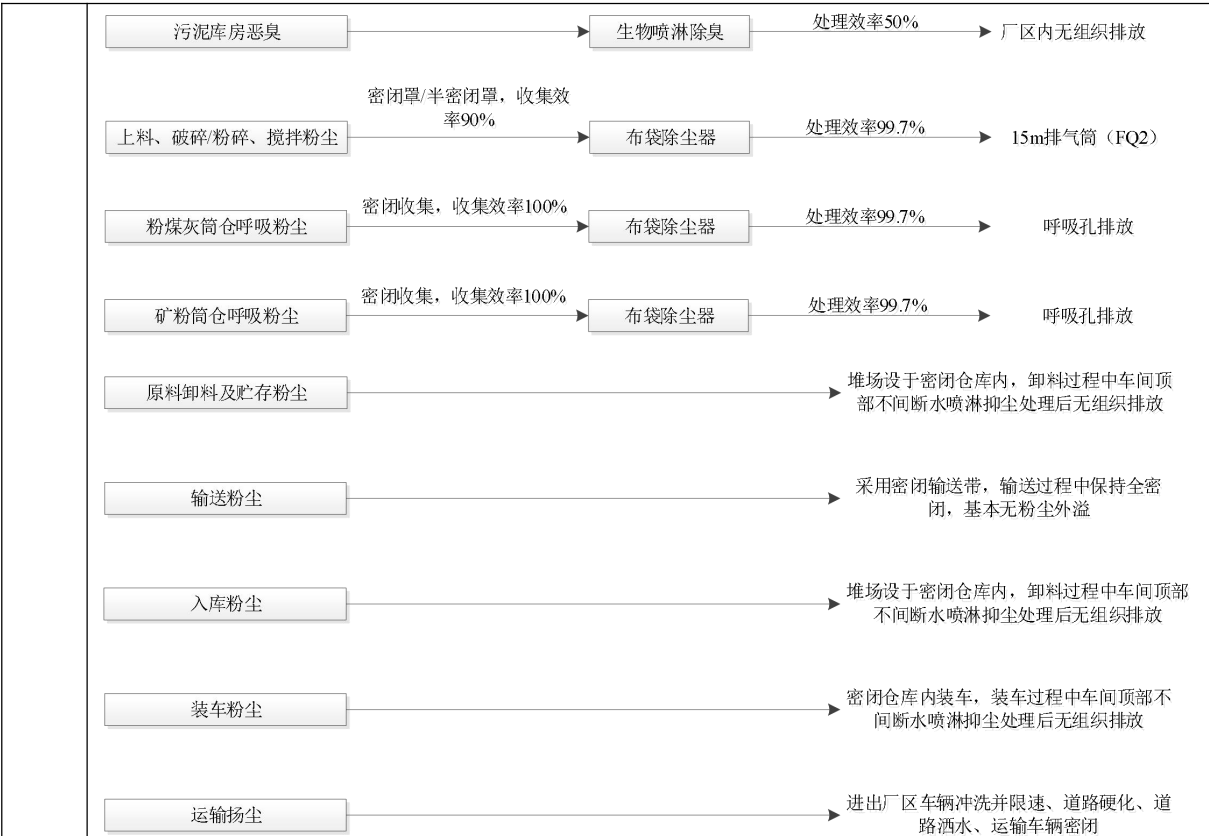 污泥库房恶臭
生物喷淋除臭
处理效率50%
厂区内无组织排放
上料、破碎/粉碎、搅拌粉尘
密闭罩/半密闭罩，收集效
率90%
布袋除尘器
处理效率99.7%
15m排气筒（FQ2）
粉煤灰筒仓呼吸粉尘
密闭收集，收集效率100%
布袋除尘器
处理效率99.7%
呼吸孔排放
矿粉筒仓呼吸粉尘
密闭收集，收集效率100%
布袋除尘器
处理效率99.7%
呼吸孔排放
原料卸料及贮存粉尘
堆场设于密闭仓库内，卸料过程中车间顶
部不间断水喷淋抑尘处理后无组织排放
输送粉尘
采用密闭输送带，输送过程中保持全密
闭，基本无粉尘外溢
入库粉尘
堆场设于密闭仓库内，卸料过程中车间顶部
不间断水喷淋抑尘处理后无组织排放
装车粉尘
密闭仓库内装车，装车过程中车间顶部不
间断水喷淋抑尘处理后无组织排放
运输扬尘
进出厂区车辆冲洗并限速、道路硬化、道
路洒水、运输车辆密闭